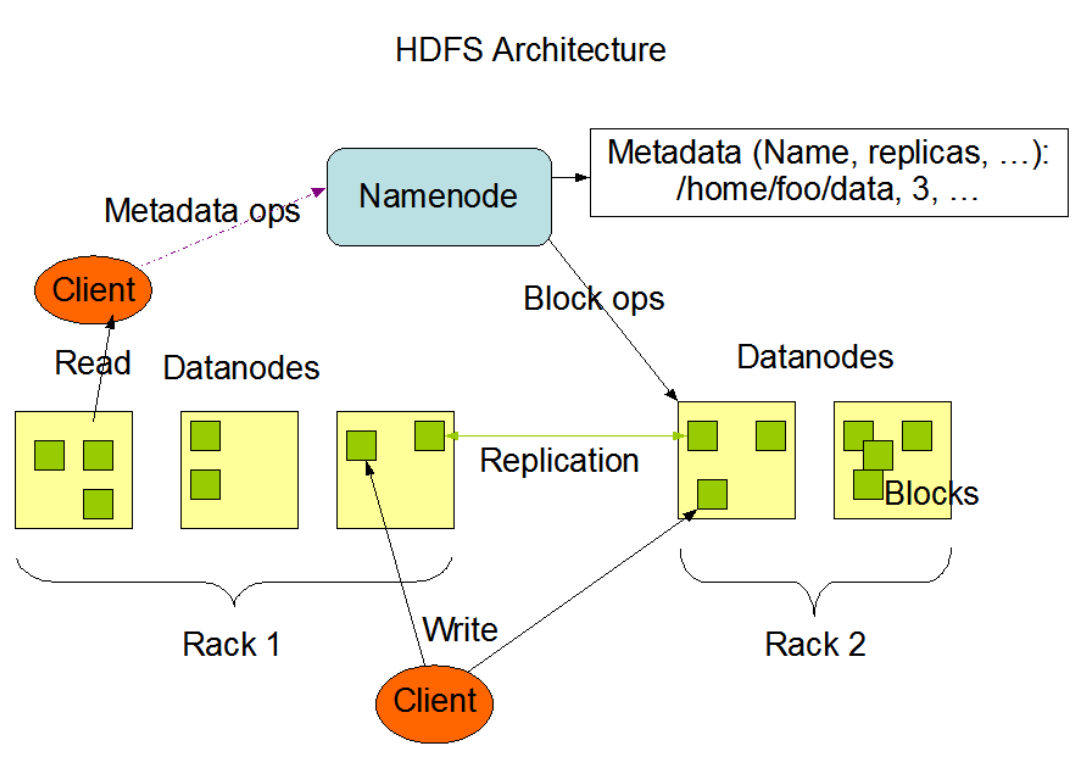 HDFS Architecture
Metadata (Name, replicas, …):
/home/foo/data, 3, …
Namenode
Metadata ops
Client
Block ops
Read
Datanodes
Datanodes
Replication
Blocks
Rack 1
Write
Rack 2
Client